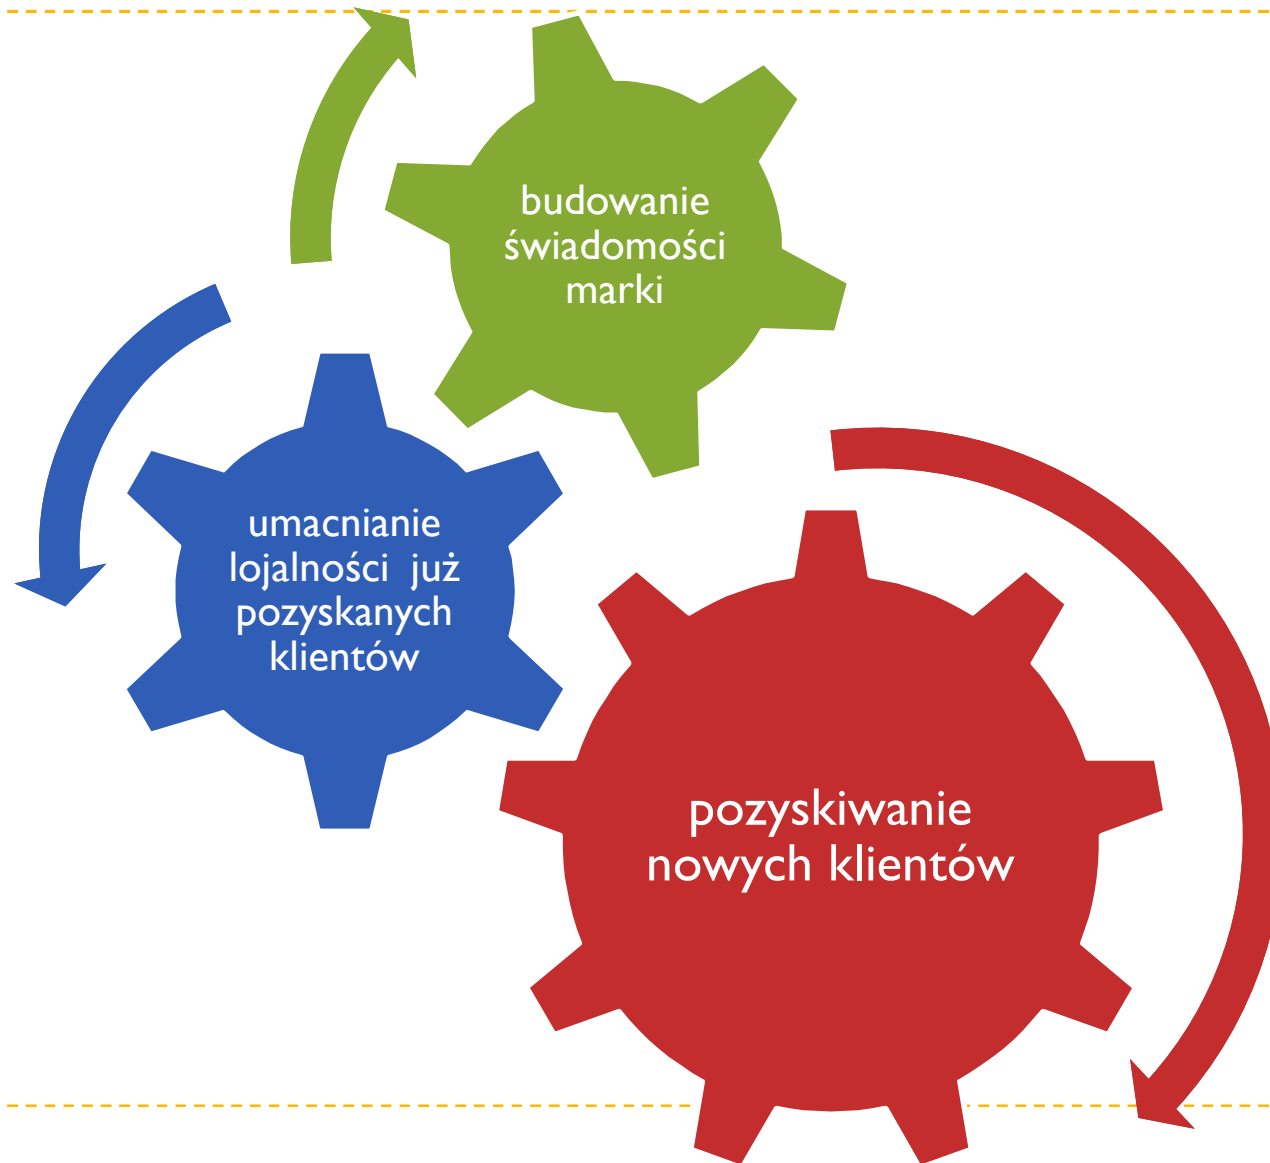 budowanie
świadomości
marki
umacnianie
lojalności już
pozyskanych
klientów
pozyskiwanie
nowych klientów